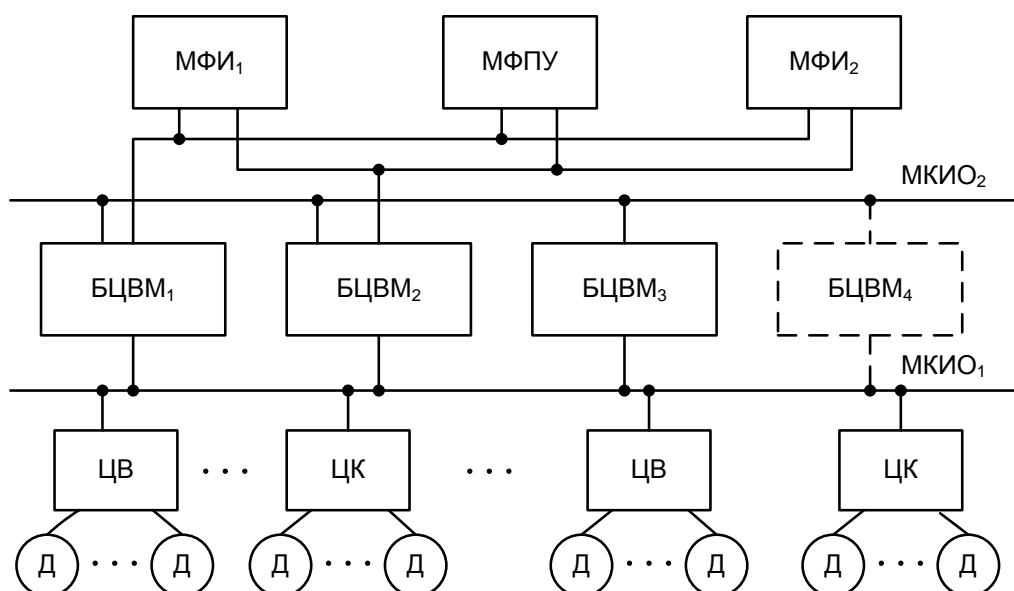 МФИ₁ МФПУ МФИ₂
МКИО₂
БЦВМ₁ БЦВМ₂ БЦВМ₃ БЦВМ₄
МКИО₁
ЦВ · · · ЦК · · · ЦВ ЦК
Д · · · Д Д · · · Д Д · · · Д Д · · · Д